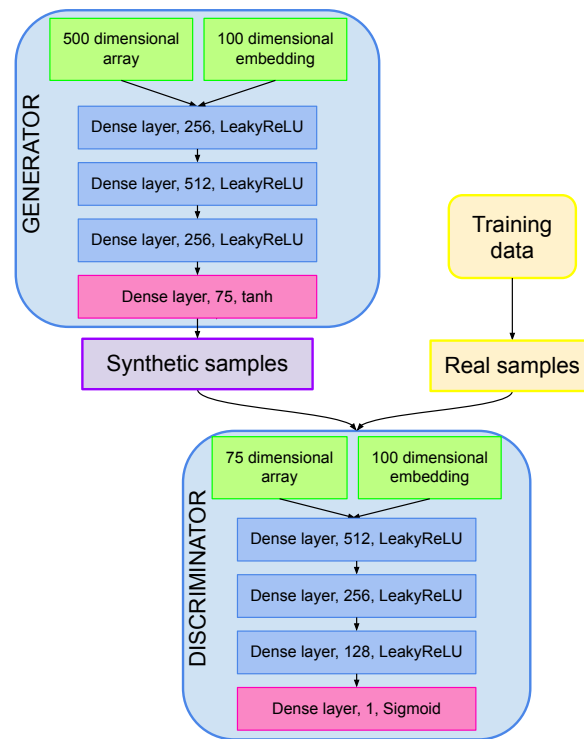 500 dimensional
array
100 dimensional
embedding
GENERATOR
Dense layer, 256, LeakyReLU
Dense layer, 512, LeakyReLU
Dense layer, 256, LeakyReLU
Dense layer, 75, tanh
Training
data
Synthetic samples
Real samples
75 dimensional
array
100 dimensional
embedding
DISCRIMINATOR
Dense layer, 512, LeakyReLU
Dense layer, 256, LeakyReLU
Dense layer, 128, LeakyReLU
Dense layer, 1, Sigmoid